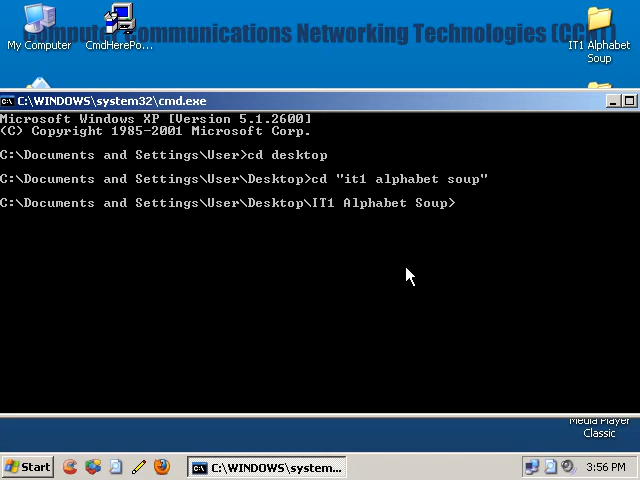 Computer Communications Networking Technologies (CCNT)
My Computer
CmdHerePo...
IT1 Alphabet
Soup
C:\WINDOWS\system32\cmd.exe
Microsoft Windows XP [Version 5.1.2600]
(C) Copyright 1985-2001 Microsoft Corp.
C:\Documents and Settings\User>cd desktop
C:\Documents and Settings\User\Desktop>cd "it1 alphabet soup"
C:\Documents and Settings\User\Desktop\IT1 Alphabet Soup>
Media Player
Classic
Start
C:\WINDOWS\system...
3:56 PM